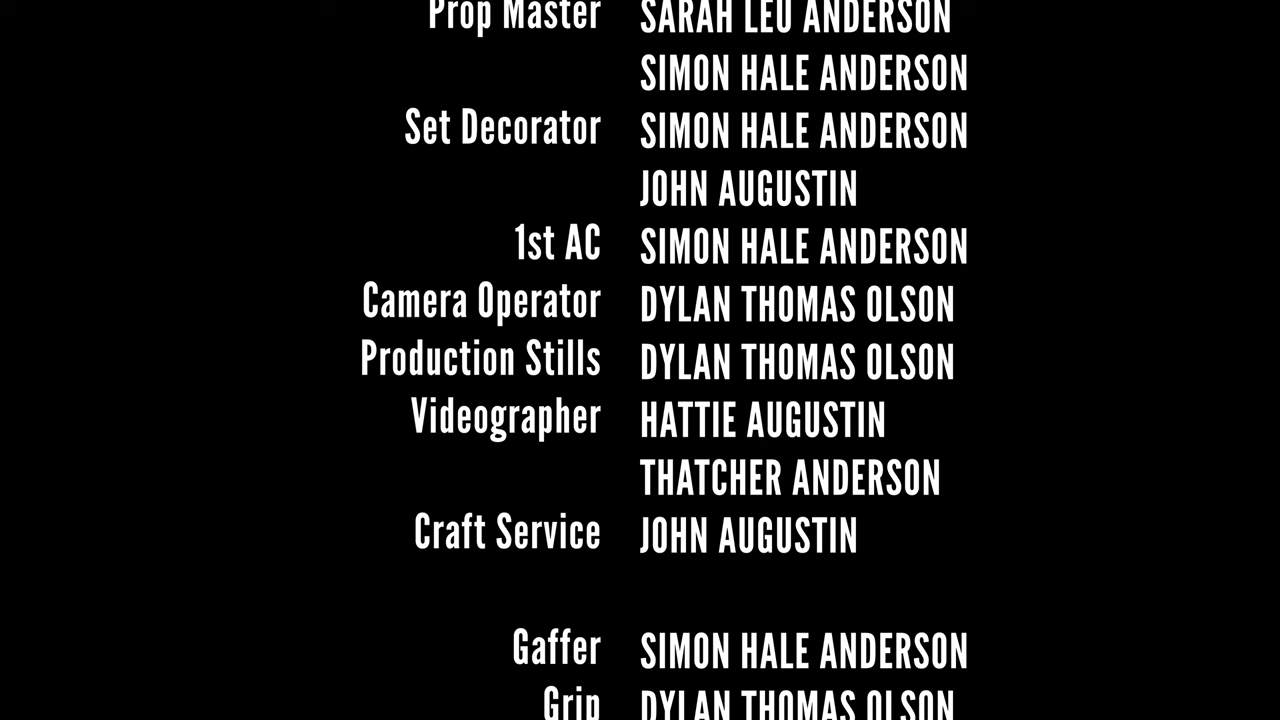 Prop Master SARAH LEU ANDERSON
SIMON HALE ANDERSON
Set Decorator SIMON HALE ANDERSON
JOHN AUGUSTIN
1st AC SIMON HALE ANDERSON
Camera Operator DYLAN THOMAS OLSON
Production Stills DYLAN THOMAS OLSON
Videographer HATTIE AUGUSTIN
THATCHER ANDERSON
Craft Service JOHN AUGUSTIN
Gaffer SIMON HALE ANDERSON
Grip DYLAN THOMAS OLSON